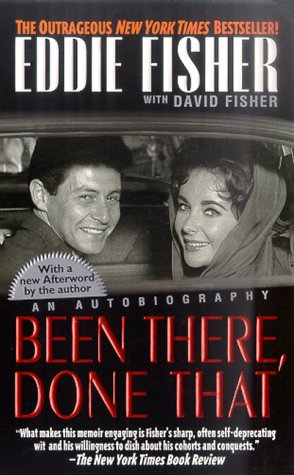 THE OUTRAGEOUS NEW YORK TIMES BESTSELLER!
EDDIE FISHER
WITH DAVID FISHER
With a
new Afterword
by the author
AN AUTOBIOGRAPHY
BEEN THERE,
DONE THAT
"What makes this memoir engaging is Fisher's sharp, often self-deprecating
wit and his willingness to dish about his cohorts and conquests."
—The New York Times Book Review